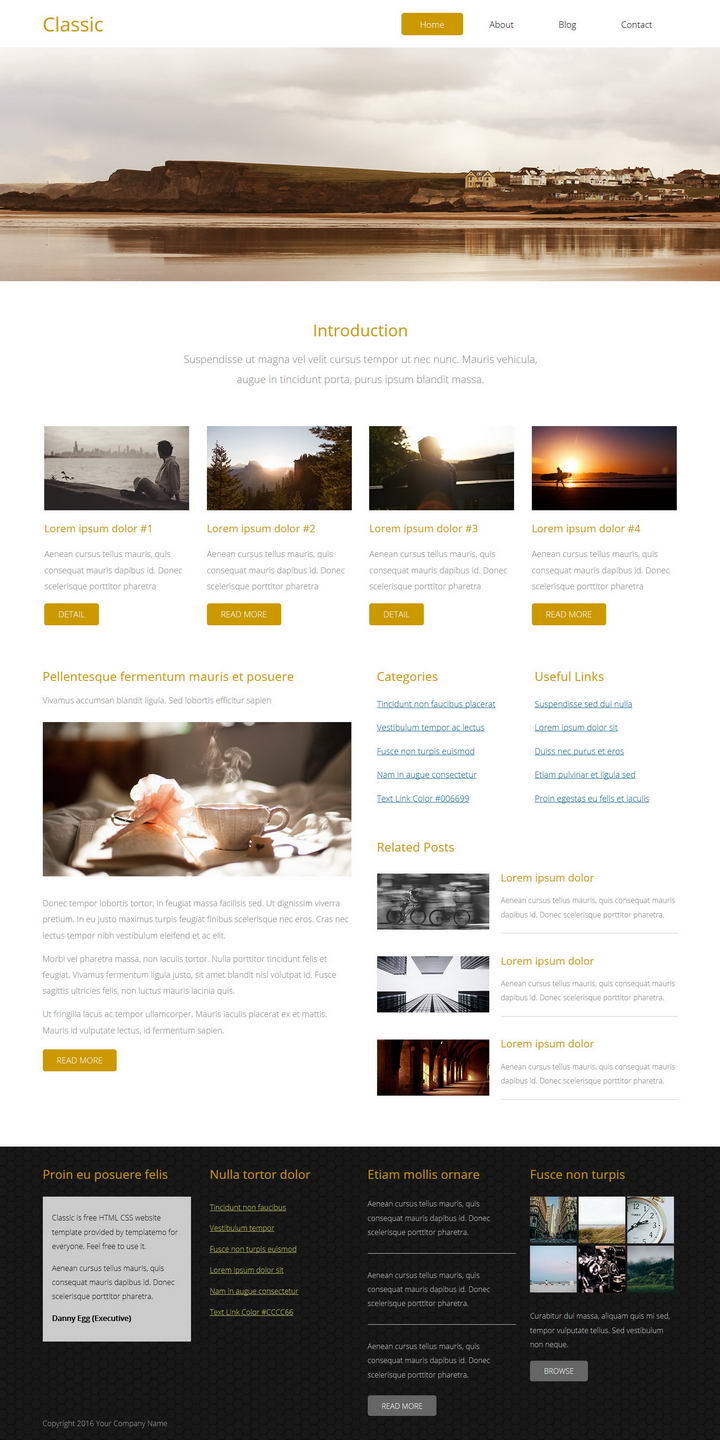 Classic
Home
About
Blog
Contact
Introduction
Suspendisse ut magna vel velit cursus tempor ut nec nunc. Mauris vehicula,
augue in tincidunt porta, purus ipsum blandit massa.
Lorem ipsum dolor #1
Aenean cursus tellus mauris, quis
consequat mauris dapibus id. Donec
scelerisque porttitor pharetra
DETAIL
Lorem ipsum dolor #2
Aenean cursus tellus mauris, quis
consequat mauris dapibus id. Donec
scelerisque porttitor pharetra
READ MORE
Lorem ipsum dolor #3
Aenean cursus tellus mauris, quis
consequat mauris dapibus id. Donec
scelerisque porttitor pharetra
DETAIL
Lorem ipsum dolor #4
Aenean cursus tellus mauris, quis
consequat mauris dapibus id. Donec
scelerisque porttitor pharetra
READ MORE
Pellentesque fermentum mauris et posuere
Vivamus accumsan blandit ligula. Sed lobortis efficitur sapien
Donec tempor lobortis tortor, in feugiat massa facilisis sed. Ut dignissim viverra
pretium. In eu justo maximus turpis feugiat finibus scelerisque nec eros. Cras nec
lectus tempor nibh vestibulum eleifend et ac elit.
Morbi vel pharetra massa, non iaculis tortor. Nulla porttitor tincidunt felis et
feugiat. Vivamus fermentum ligula justo, sit amet blandit nisl volutpat id. Fusce
sagittis ultricies felis, non luctus mauris lacinia quis.
Ut fringilla lacus ac tempor ullamcorper. Mauris iaculis placerat ex et mattis.
Mauris id vulputate lectus, id fermentum sapien.
READ MORE
Categories
Tincidunt non faucibus placerat
Vestibulum tempor ac lectus
Fusce non turpis euismod
Nam in augue consectetur
Text Link Color #006699
Useful Links
Suspendisse sed dui nulla
Lorem ipsum dolor sit
Duiss nec purus et eros
Etiam pulvinar et ligula sed
Proin egestas eu felis et iaculis
Related Posts
Lorem ipsum dolor
Aenean cursus tellus mauris, quis consequat mauris
dapibus id. Donec scelerisque porttitor pharetra.
Lorem ipsum dolor
Aenean cursus tellus mauris, quis consequat mauris
dapibus id. Donec scelerisque porttitor pharetra.
Lorem ipsum dolor
Aenean cursus tellus mauris, quis consequat mauris
dapibus id. Donec scelerisque porttitor pharetra.
Proin eu posuere felis
Classic is free HTML CSS website
template provided by templatemo for
everyone. Feel free to use it.
Aenean cursus tellus mauris, quis
consequat mauris dapibus id. Donec
scelerisque porttitor pharetra.
Danny Egg (Executive)
Nulla tortor dolor
Tincidunt non faucibus
Vestibulum tempor
Fusce non turpis euismod
Lorem ipsum dolor sit
Nam in augue consectetur
Text Link Color #CCCC66
Etiam mollis ornare
Aenean cursus tellus mauris, quis
consequat mauris dapibus id. Donec
scelerisque porttitor pharetra.
Aenean cursus tellus mauris, quis
consequat mauris dapibus id. Donec
scelerisque porttitor pharetra.
Aenean cursus tellus mauris, quis
consequat mauris dapibus id. Donec
scelerisque porttitor pharetra.
READ MORE
Fusce non turpis
Curabitur dui massa, aliquam quis mi sed,
tempor vulputate tellus. Sed vestibulum
non neque.
BROWSE
Copyright 2016 Your Company Name